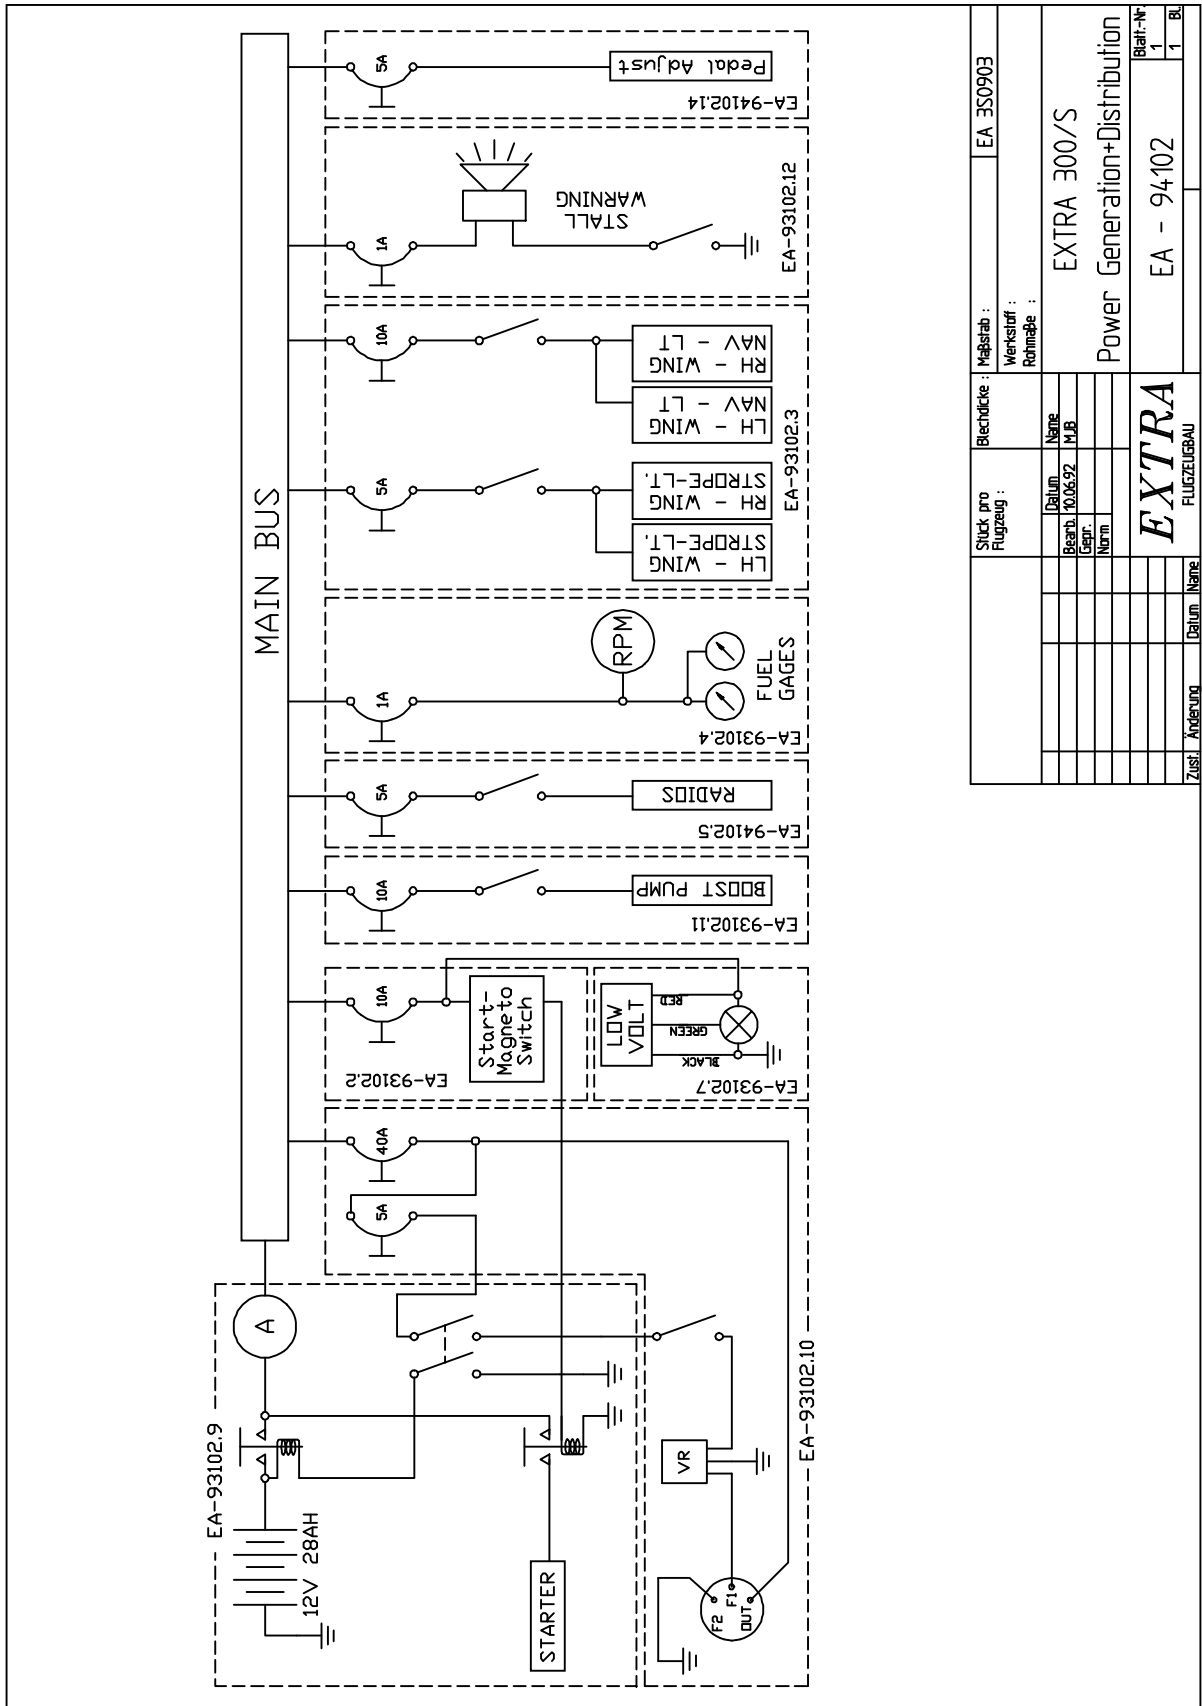 MAIN BUS
5A
Pedal Adjust
EA-94102.14
1A
STALL
WARNING
EA-93102.12
10A
RH - WING
NAV - LT
LH - WING
NAV - LT
5A
RH - WING
STROPE-LT.
LH - WING
STROPE-LT.
EA-93102.3
1A
RPM
FUEL
GAGES
EA-93102.4
5A
RADIOS
EA-94102.5
10A
BOOST PUMP
EA-93102.11
10A
Start-
Magneto
Switch
EA-93102.2
LOW
VOLT
RED
GREEN
BLACK
EA-93102.7
40A
5A
EA-93102.10
A
EA-93102.9
12V 28AH
STARTER
VR
F2
F1
OUT
Stück pro
Flugzeug :
Blechdicke :
Maßstab :
EA 3S0903
Werkstoff :
Rohmaße :
Datum
Name
Bearb.
10.06.92
MJB
Gepr.
Norm
EXTRA 300/S
Power Generation+Distribution
EXTRA
FLUGZEUGBAU
EA - 94102
Blatt.-Nr.
1
1
Bl.
Zust.
Änderung
Datum
Name